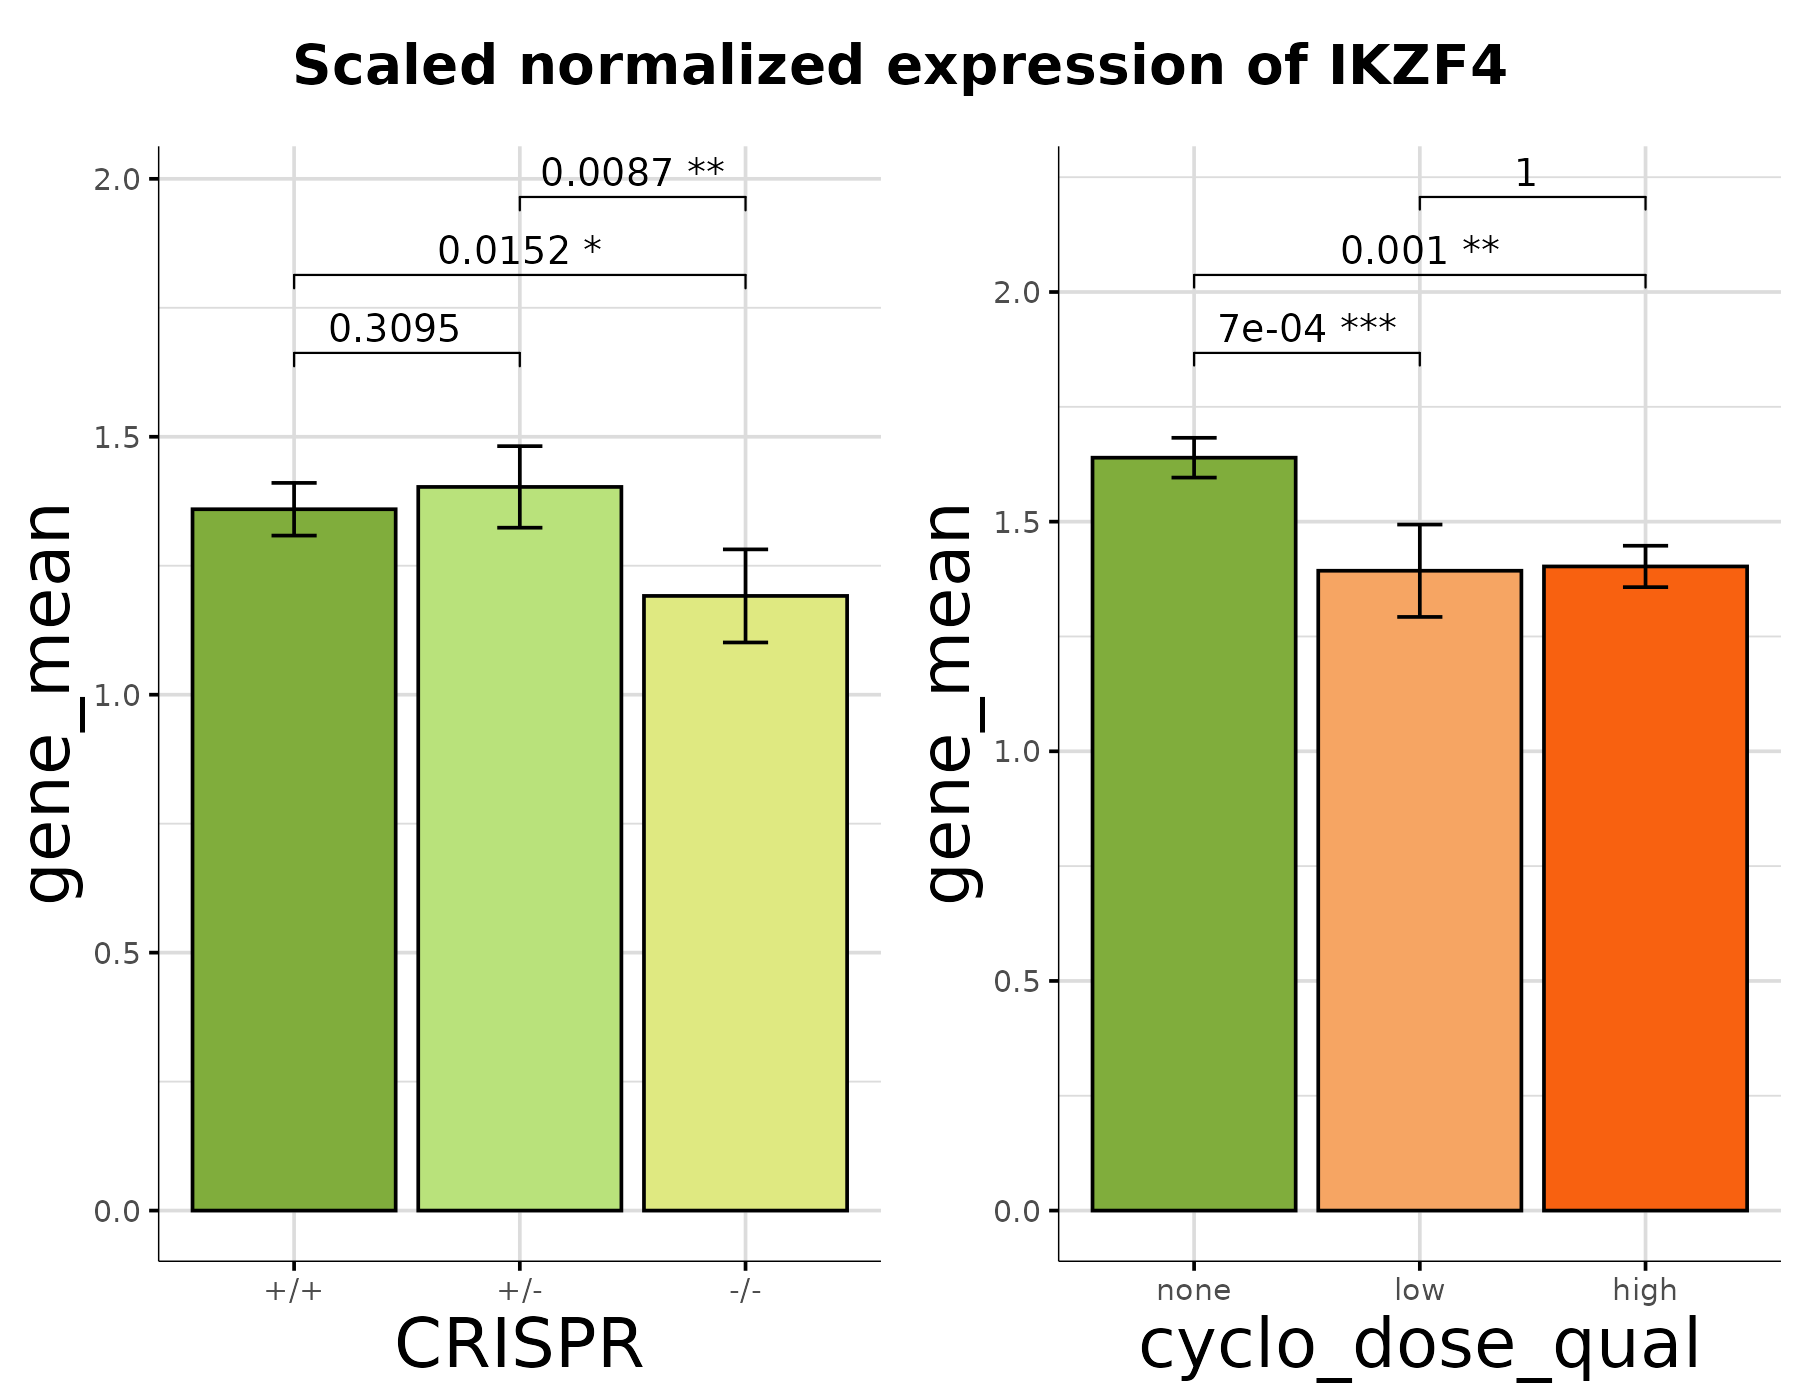 Scaled normalized expression of IKZF4
gene_mean
2.0
1.5
1.0
0.5
0.0
0.0087 **
0.0152 *
0.3095
+/+
+/-
-/-
CRISPR
gene_mean
2.0
1.5
1.0
0.5
0.0
1
0.001 **
7e-04 ***
none
low
high
cyclo_dose_qual